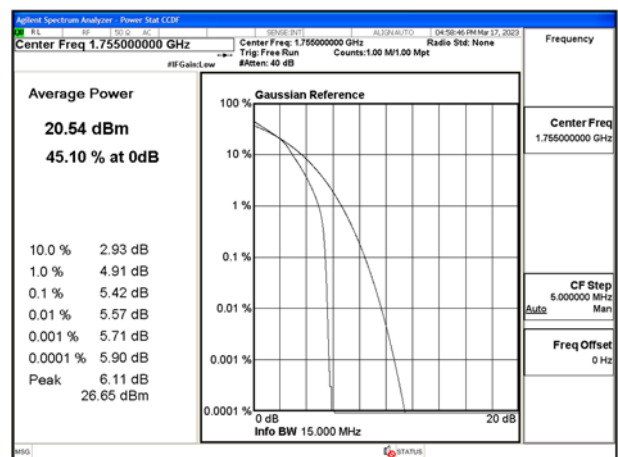 Agilent Spectrum Analyzer - Power Stat CCDF
RL RF 50 Ω AC SENSE:INT ALIGNAUTO 04:58:46 PM Mar 17, 2023
Center Freq 1.755000000 GHz
Center Freq: 1.755000000 GHz Radio Std: None
Trig: Free Run Counts:1.00 M/1.00 Mpt
#IFGain:Low #Atten: 40 dB
Frequency
Average Power
20.54 dBm
45.10 % at 0dB
10.0 % 2.93 dB
1.0 % 4.91 dB
0.1 % 5.42 dB
0.01 % 5.57 dB
0.001 % 5.71 dB
0.0001 % 5.90 dB
Peak 6.11 dB
26.65 dBm
Gaussian Reference
100 %
10 %
1 %
0.1 %
0.01 %
0.001 %
0.0001 %
0 dB 20 dB
Info BW 15.000 MHz
Center Freq
1.755000000 GHz
CF Step
5.000000 MHz
Auto Man
Freq Offset
0 Hz
MSG STATUS